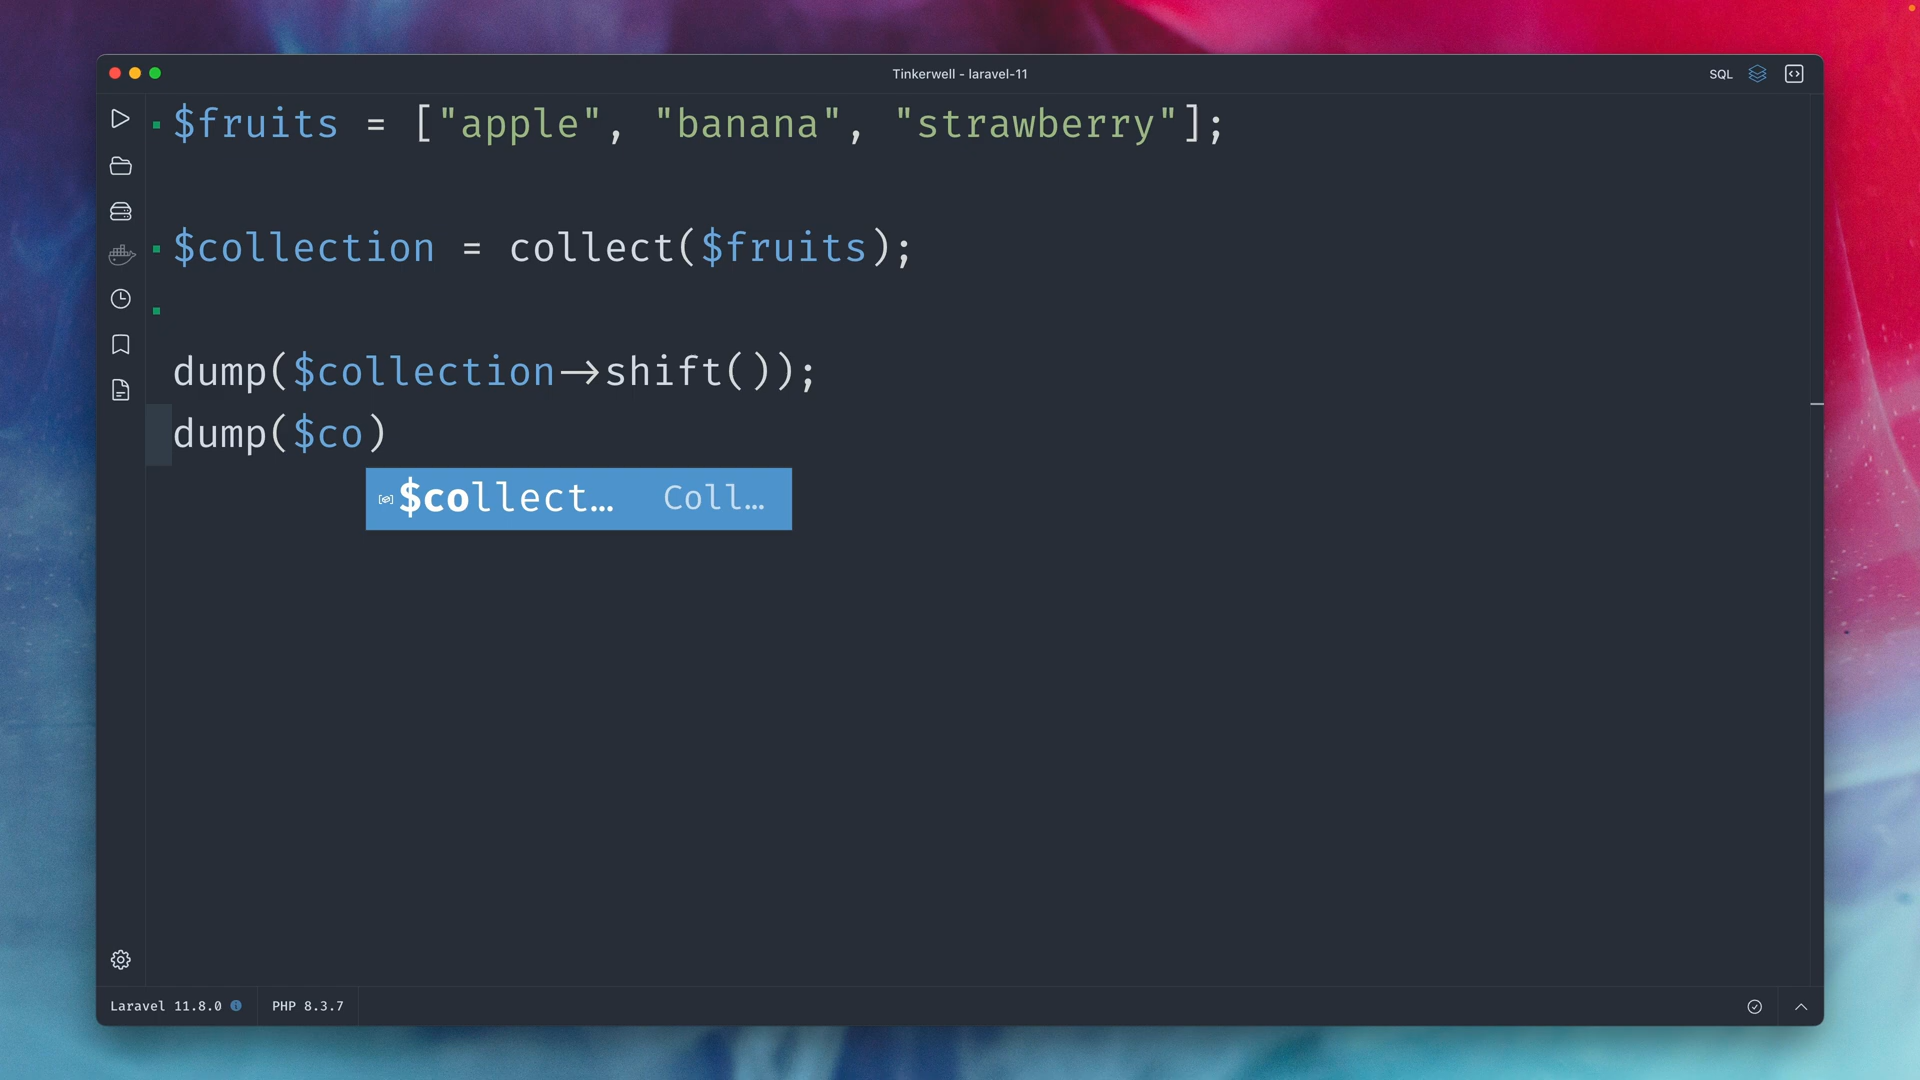 Tinkerwell - laravel-11
SQL
$fruits = ["apple", "banana", "strawberry"];
$collection = collect($fruits);
dump($collection->shift());
dump($co)
$collect… Coll…
Laravel 11.8.0
PHP 8.3.7